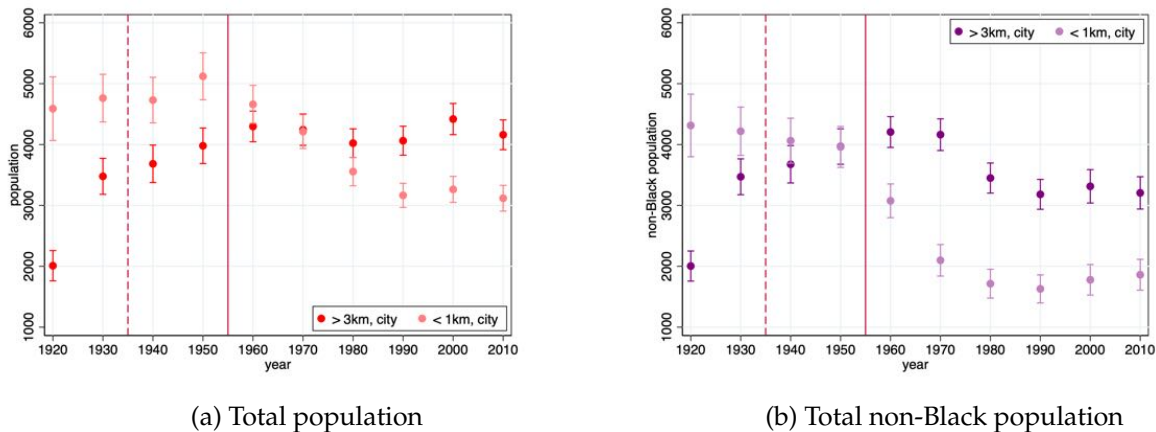 6000
5000
4000
3000
2000
1000
population
1920 1930 1940 1950 1960 1970 1980 1990 2000 2010
year
> 3km, city < 1km, city
(a) Total population
6000
5000
4000
3000
2000
1000
non-Black population
> 3km, city < 1km, city
1920 1930 1940 1950 1960 1970 1980 1990 2000 2010
year
(b) Total non-Black population